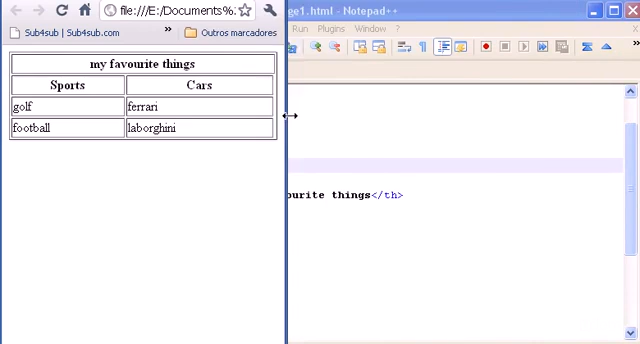 file:///E:/Documents%
Sub4sub | Sub4sub.com
»
Outros marcadores
my favourite things
Sports
Cars
golf
ferrari
football
laborghini
ge1.html - Notepad++
Run
Plugins
Window
?
X
ourite things</th>